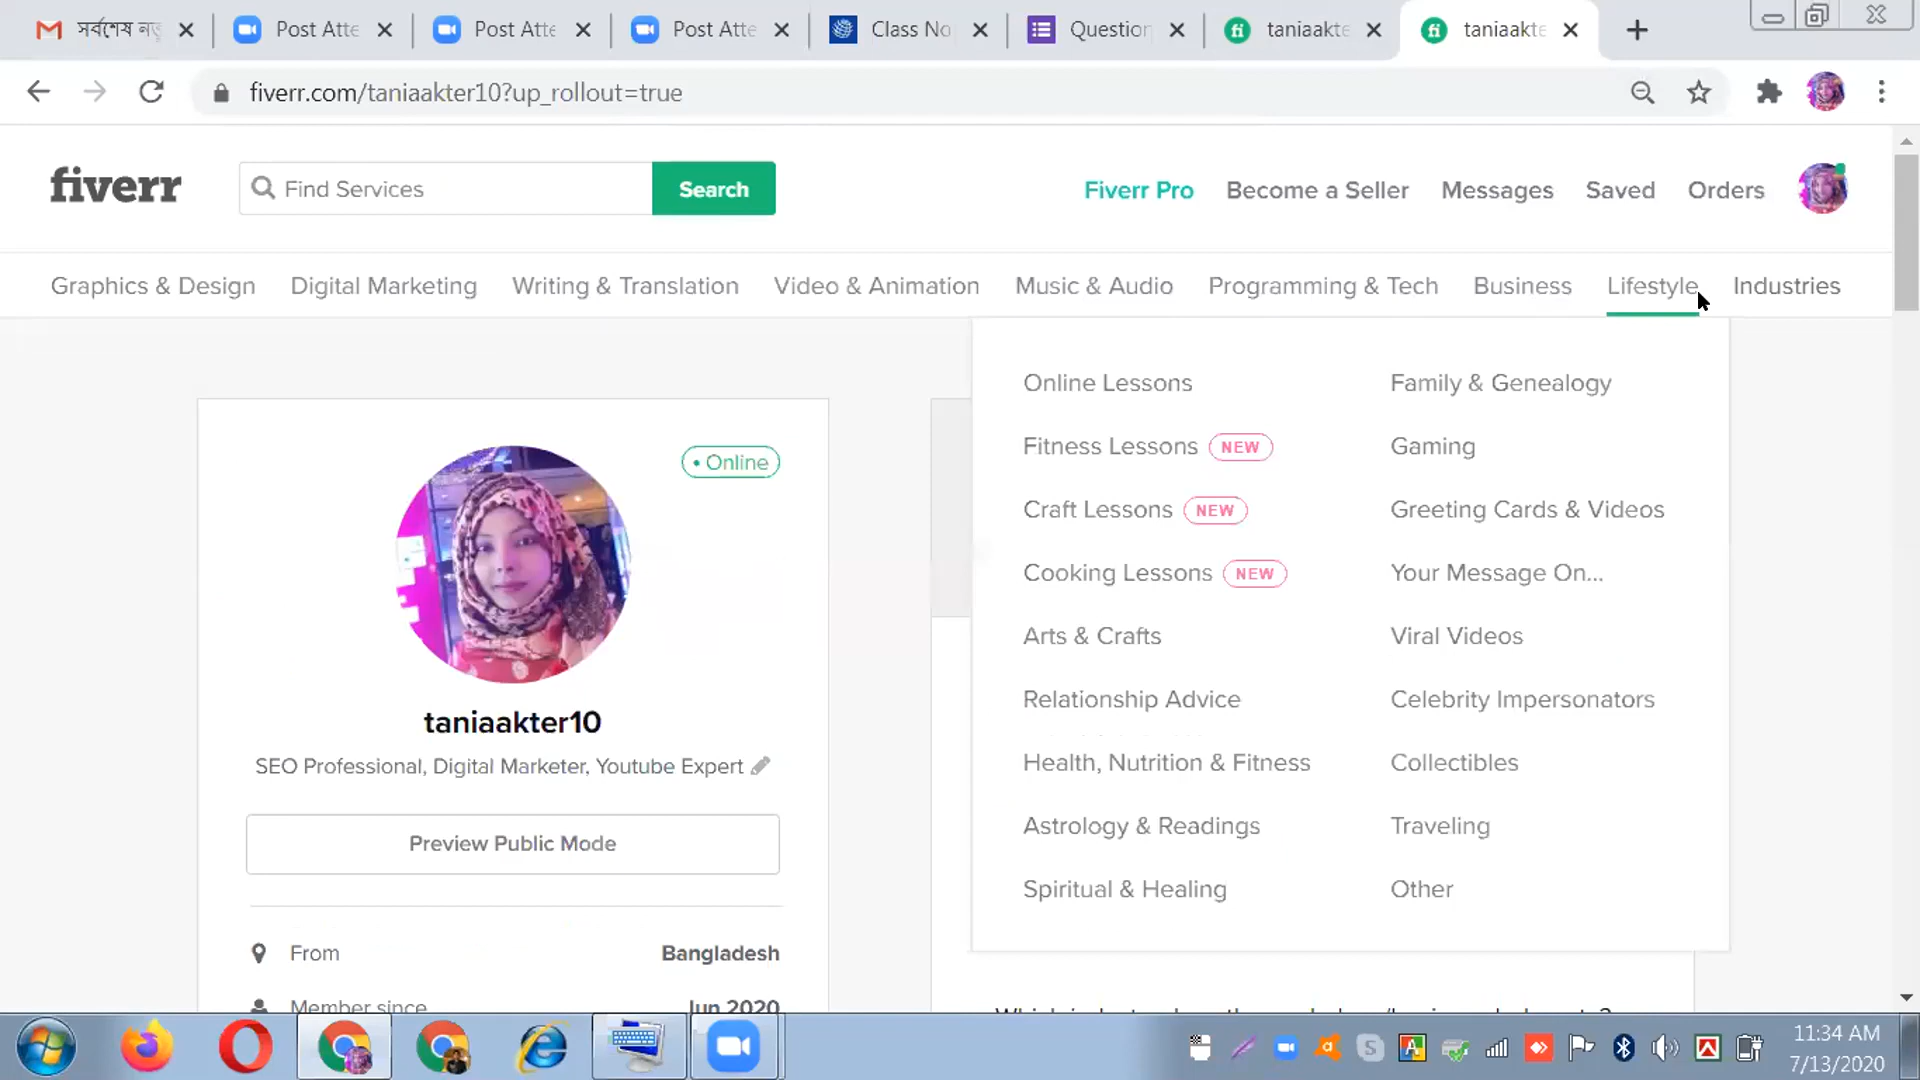 সর্বশেষ নতু
Post Atte
Post Atte
Post Atte
Class No
Question
taniaakte
taniaakte
fiverr.com/taniaakter10?up_rollout=true
fiverr
Find Services
Search
Fiverr Pro
Become a Seller
Messages
Saved
Orders
Graphics & Design
Digital Marketing
Writing & Translation
Video & Animation
Music & Audio
Programming & Tech
Business
Lifestyle
Industries
Online Lessons
Fitness Lessons NEW
Craft Lessons NEW
Cooking Lessons NEW
Arts & Crafts
Relationship Advice
Health, Nutrition & Fitness
Astrology & Readings
Spiritual & Healing
Family & Genealogy
Gaming
Greeting Cards & Videos
Your Message On...
Viral Videos
Celebrity Impersonators
Collectibles
Traveling
Other
• Online
taniaakter10
SEO Professional, Digital Marketer, Youtube Expert
Preview Public Mode
From Bangladesh
Member since Jun 2020
11:34 AM
7/13/2020